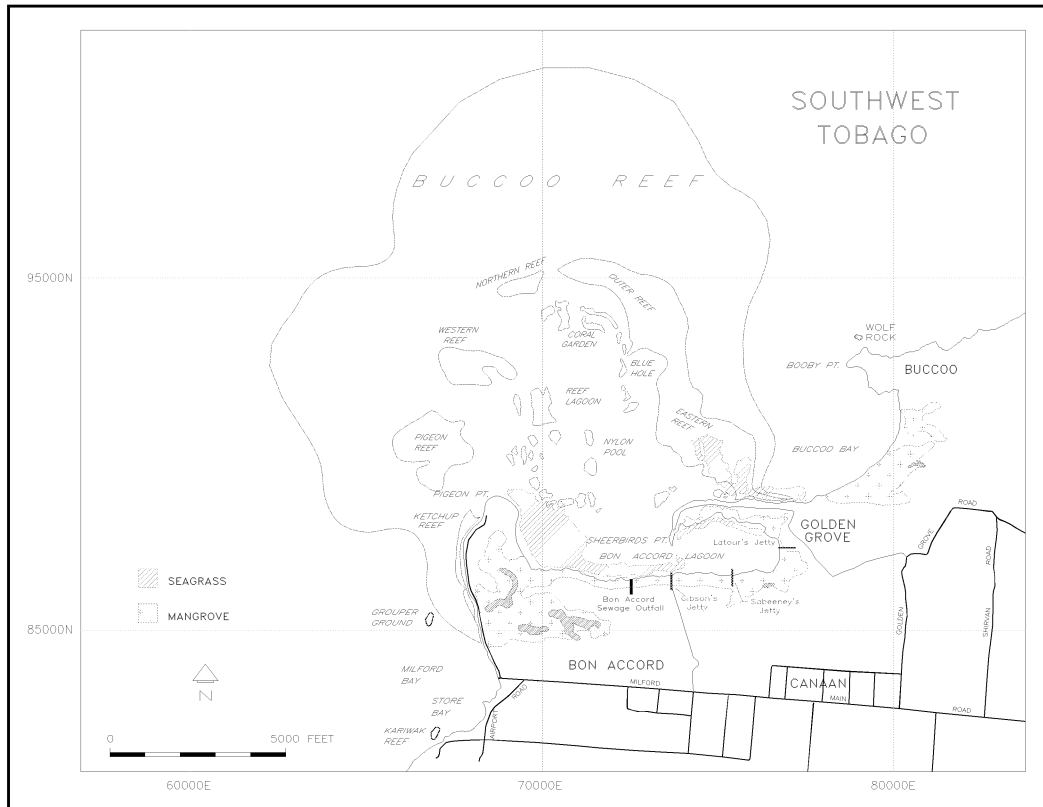 SOUTHWEST
TOBAGO
BUCCOO REEF
95000N
NORTHERN REEF
OUTER REEF
CORAL
GARDEN
WESTERN
REEF
BLUE
HOLE
WOLF
ROCK
BOOBY PT.
BUCCOO
REEF
LAGOON
EASTERN
REEF
PIGEON
REEF
NYLON
POOL
BUCCOO BAY
PIGEON PT.
KETCHUP
REEF
SHEERBIRDS PT.
BON ACCORD LAGOON
Latour's Jetty
GOLDEN
GROVE
ROAD
GROVE
ROAD
SEAGRASS
MANGROVE
Bon Accord
Sewage Outfall
Gibson's
Jetty
Sabeeney's
Jetty
GROUPER
GROUND
GOLDEN
SHIRVAN
85000N
MILFORD
BAY
BON ACCORD
MILFORD
CANAAN
MAIN
ROAD
N
STORE
BAY
ROAD
AIRPORT
KARIWAK
REEF
0
5000 FEET
60000E
70000E
80000E